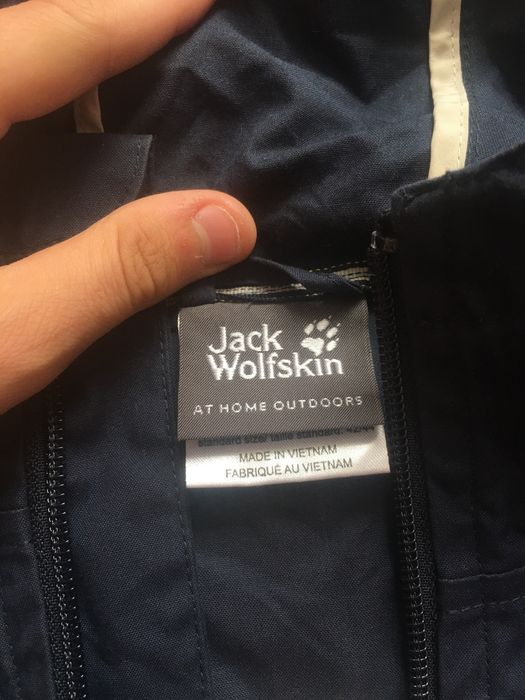 Jack
Wolfskin
AT HOME OUTDOORS
standard size/ taille standard: 42/44
MADE IN VIETNAM
FABRIQUÉ AU VIETNAM